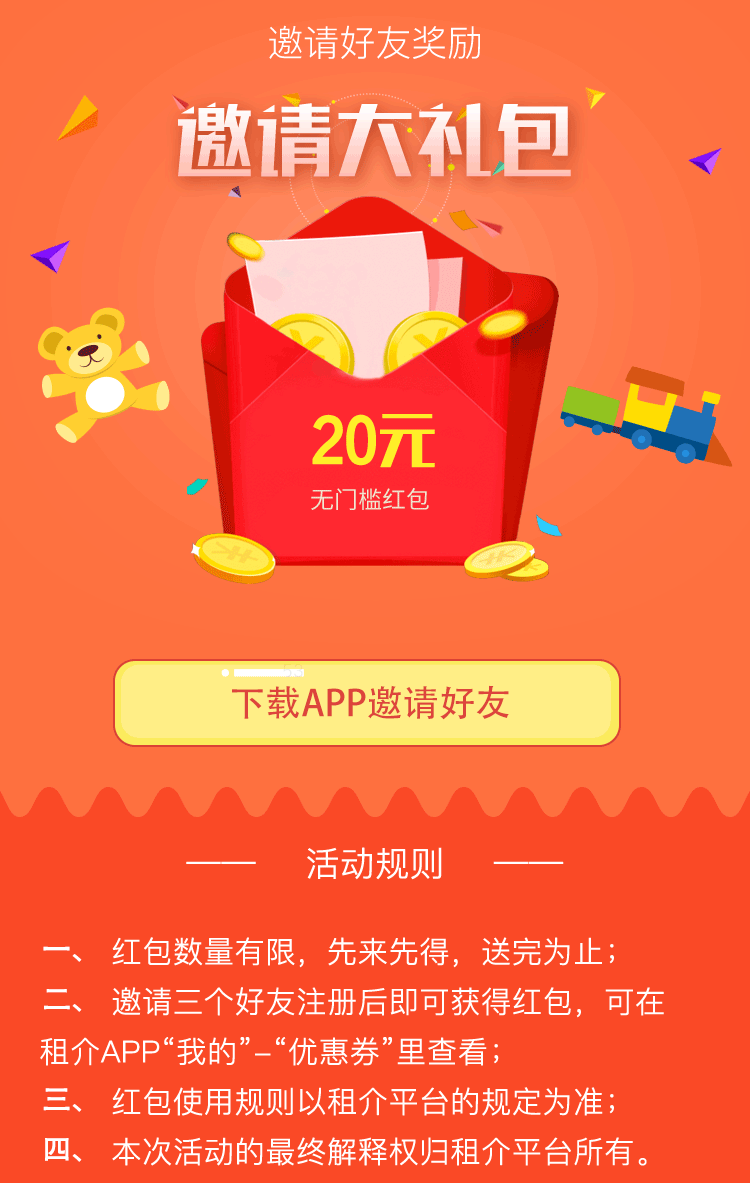 邀请好友奖励
邀请大礼包
20元
无门槛红包
下载APP邀请好友
活动规则
一、 红包数量有限，先来先得，送完为止；
二、 邀请三个好友注册后即可获得红包，可在
租介APP“我的”-“优惠券”里查看；
三、 红包使用规则以租介平台的规定为准；
四、 本次活动的最终解释权归租介平台所有。